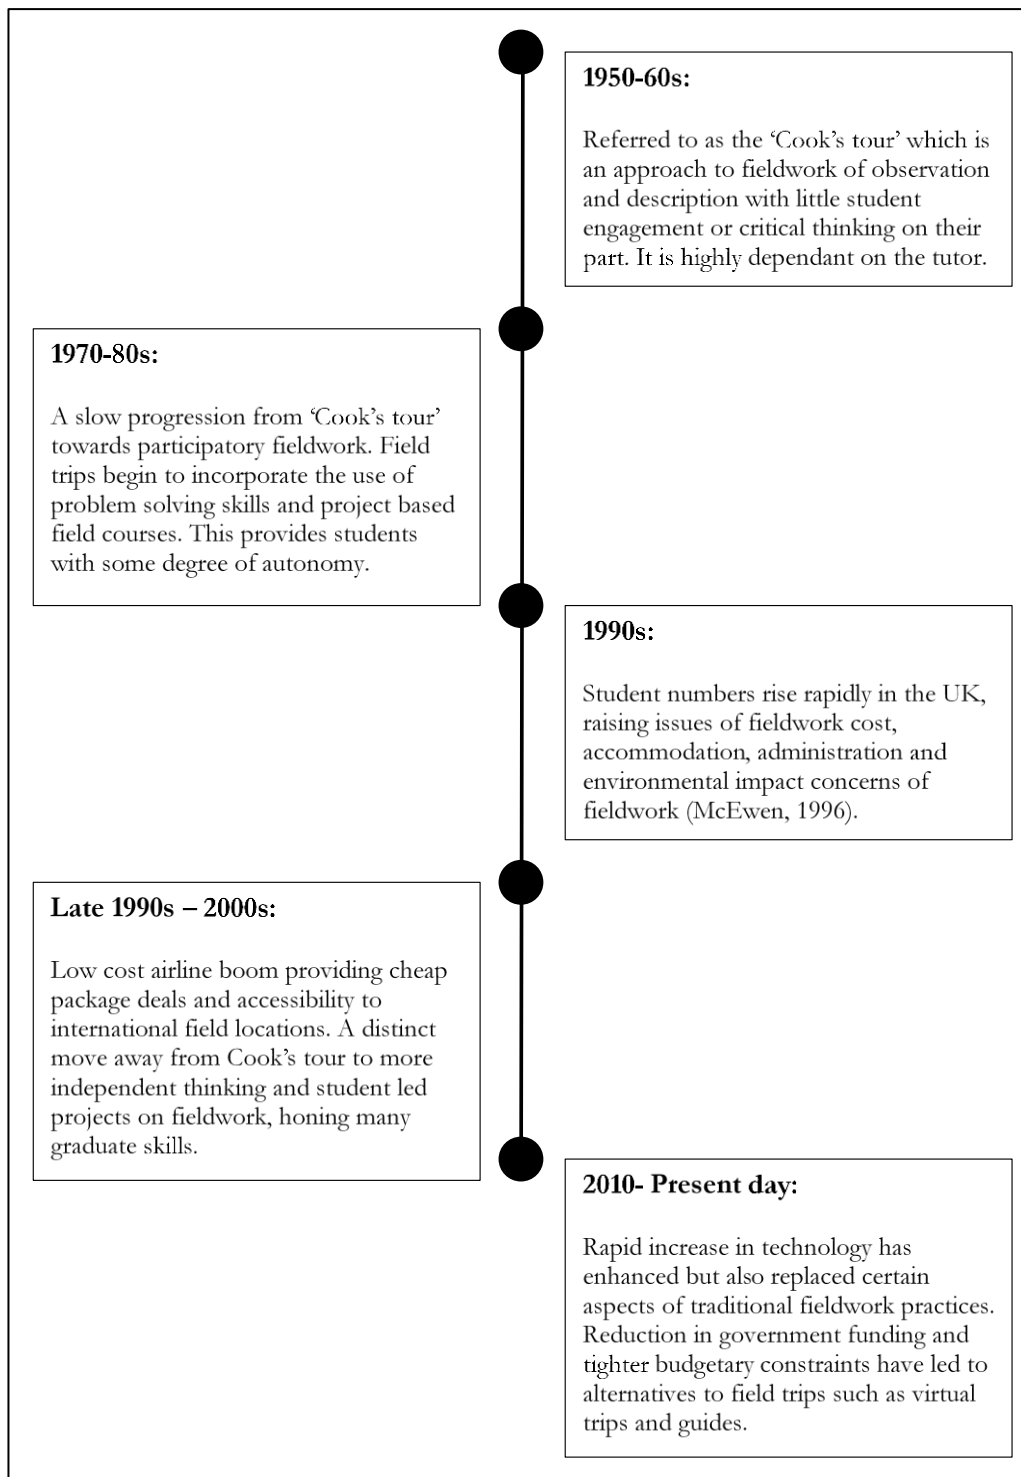 1950-60s:
Referred to as the ‘Cook’s tour’ which is
an approach to fieldwork of observation
and description with little student
engagement or critical thinking on their
part. It is highly dependant on the tutor.
1970-80s:
A slow progression from ‘Cook’s tour’
towards participatory fieldwork. Field
trips begin to incorporate the use of
problem solving skills and project based
field courses. This provides students
with some degree of autonomy.
1990s:
Student numbers rise rapidly in the UK,
raising issues of fieldwork cost,
accommodation, administration and
environmental impact concerns of
fieldwork (McEwen, 1996).
Late 1990s – 2000s:
Low cost airline boom providing cheap
package deals and accessibility to
international field locations. A distinct
move away from Cook’s tour to more
independent thinking and student led
projects on fieldwork, honing many
graduate skills.
2010- Present day:
Rapid increase in technology has
enhanced but also replaced certain
aspects of traditional fieldwork practices.
Reduction in government funding and
tighter budgetary constraints have led to
alternatives to field trips such as virtual
trips and guides.